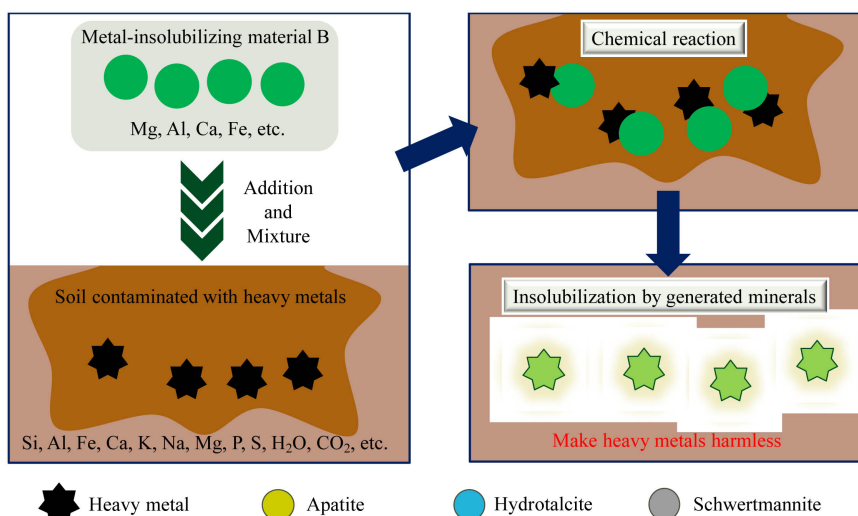 Metal-insolubilizing material B
Mg, Al, Ca, Fe, etc.
Addition
and
Mixture
Soil contaminated with heavy metals
Si, Al, Fe, Ca, K, Na, Mg, P, S, H₂O, CO₂, etc.
Chemical reaction
Insolubilization by generated minerals
Make heavy metals harmless
Heavy metal
Apatite
Hydrotalcite
Schwertmannite